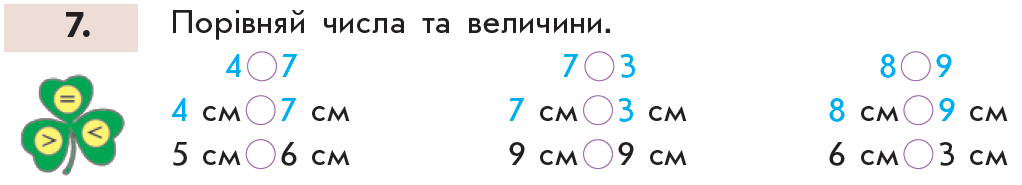 7. Порівняй числа та величини.
4 ◯ 7 7 ◯ 3 8 ◯ 9
4 см ◯ 7 см 7 см ◯ 3 см 8 см ◯ 9 см
5 см ◯ 6 см 9 см ◯ 9 см 6 см ◯ 3 см
=
> <